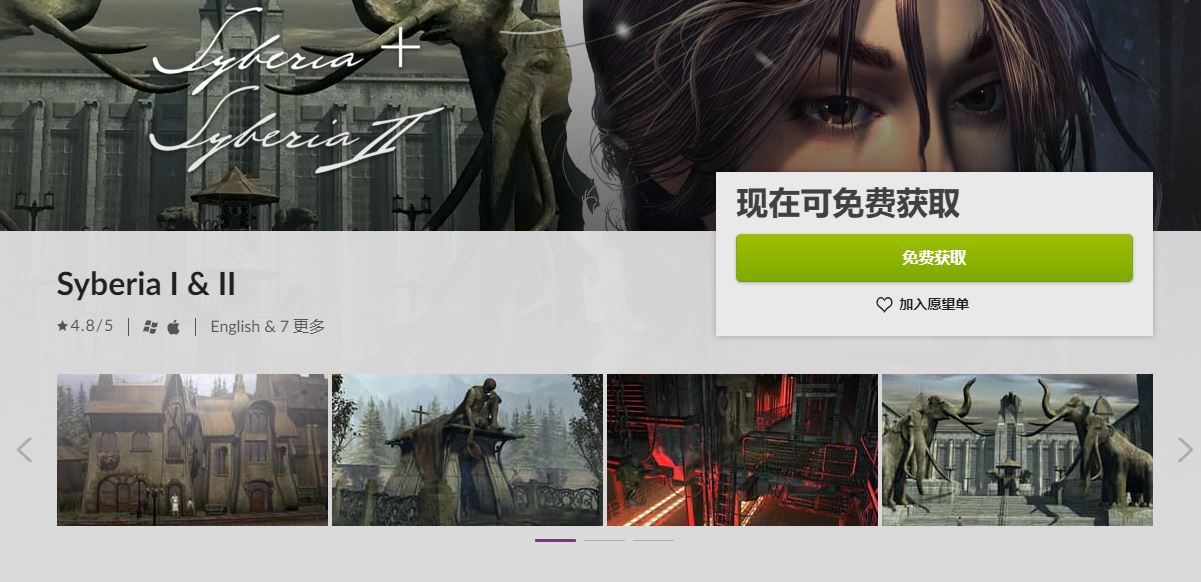 Syberia +
Syberia II
现在可免费获取
免费获取
加入愿望单
Syberia I & II
4.8/5
English & 7 更多